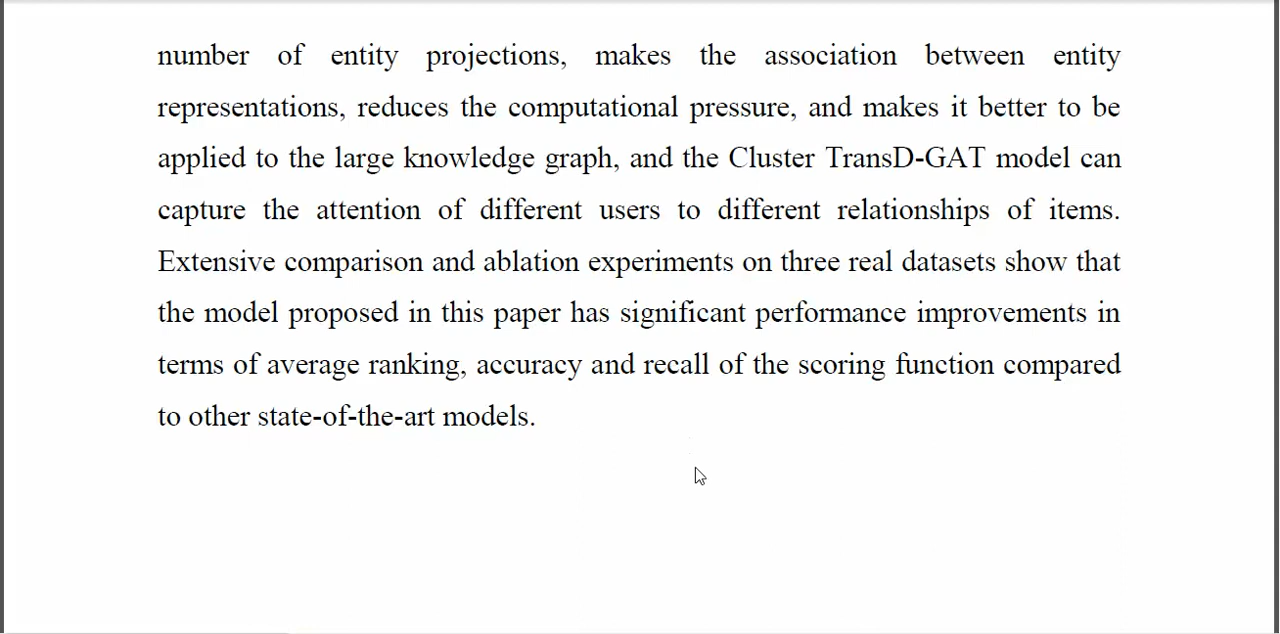 number of entity projections, makes the association between entity
representations, reduces the computational pressure, and makes it better to be
applied to the large knowledge graph, and the Cluster TransD-GAT model can
capture the attention of different users to different relationships of items.
Extensive comparison and ablation experiments on three real datasets show that
the model proposed in this paper has significant performance improvements in
terms of average ranking, accuracy and recall of the scoring function compared
to other state-of-the-art models.